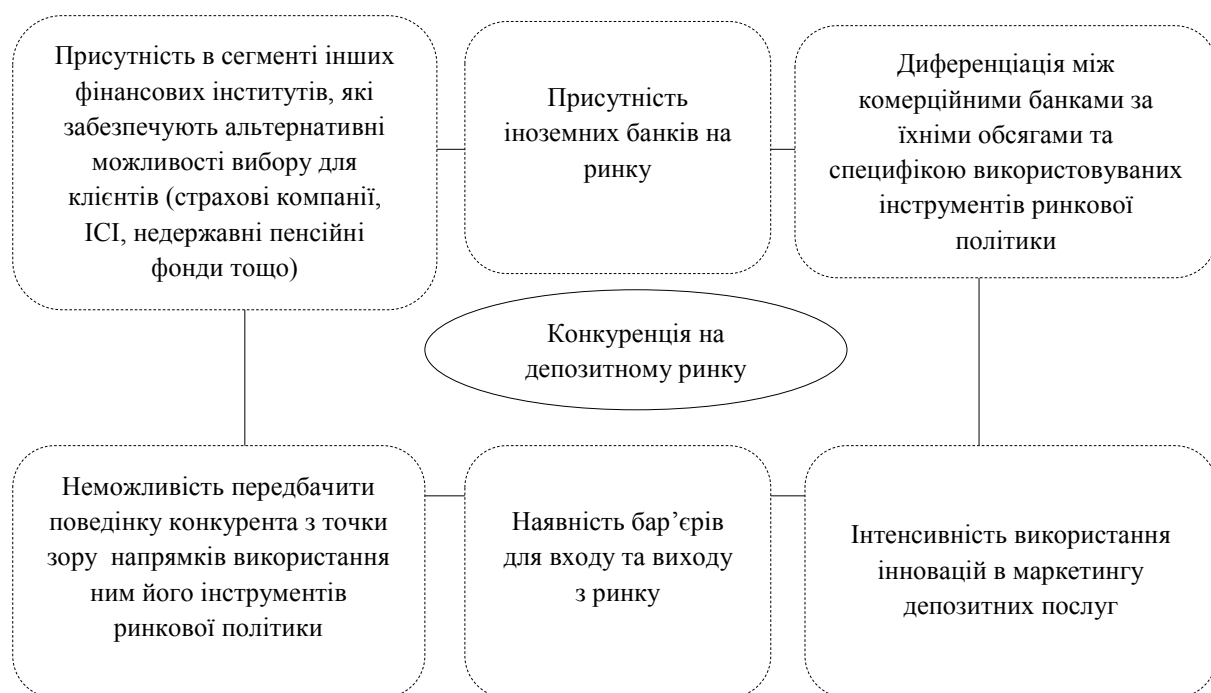 Присутність в сегменті інших
фінансових інститутів, які
забезпечують альтернативні
можливості вибору для
клієнтів (страхові компанії,
ІСІ, недержавні пенсійні
фонди тощо)
Присутність
іноземних банків на
ринку
Диференціація між
комерційними банками за
їхніми обсягами та
специфікою використовуваних
інструментів ринкової
політики
Конкуренція на
депозитному ринку
Неможливість передбачити
поведінку конкурента з точки
зору напрямків використання
ним його інструментів
ринкової політики
Наявність бар’єрів
для входу та виходу
з ринку
Інтенсивність використання
інновацій в маркетингу
депозитних послуг